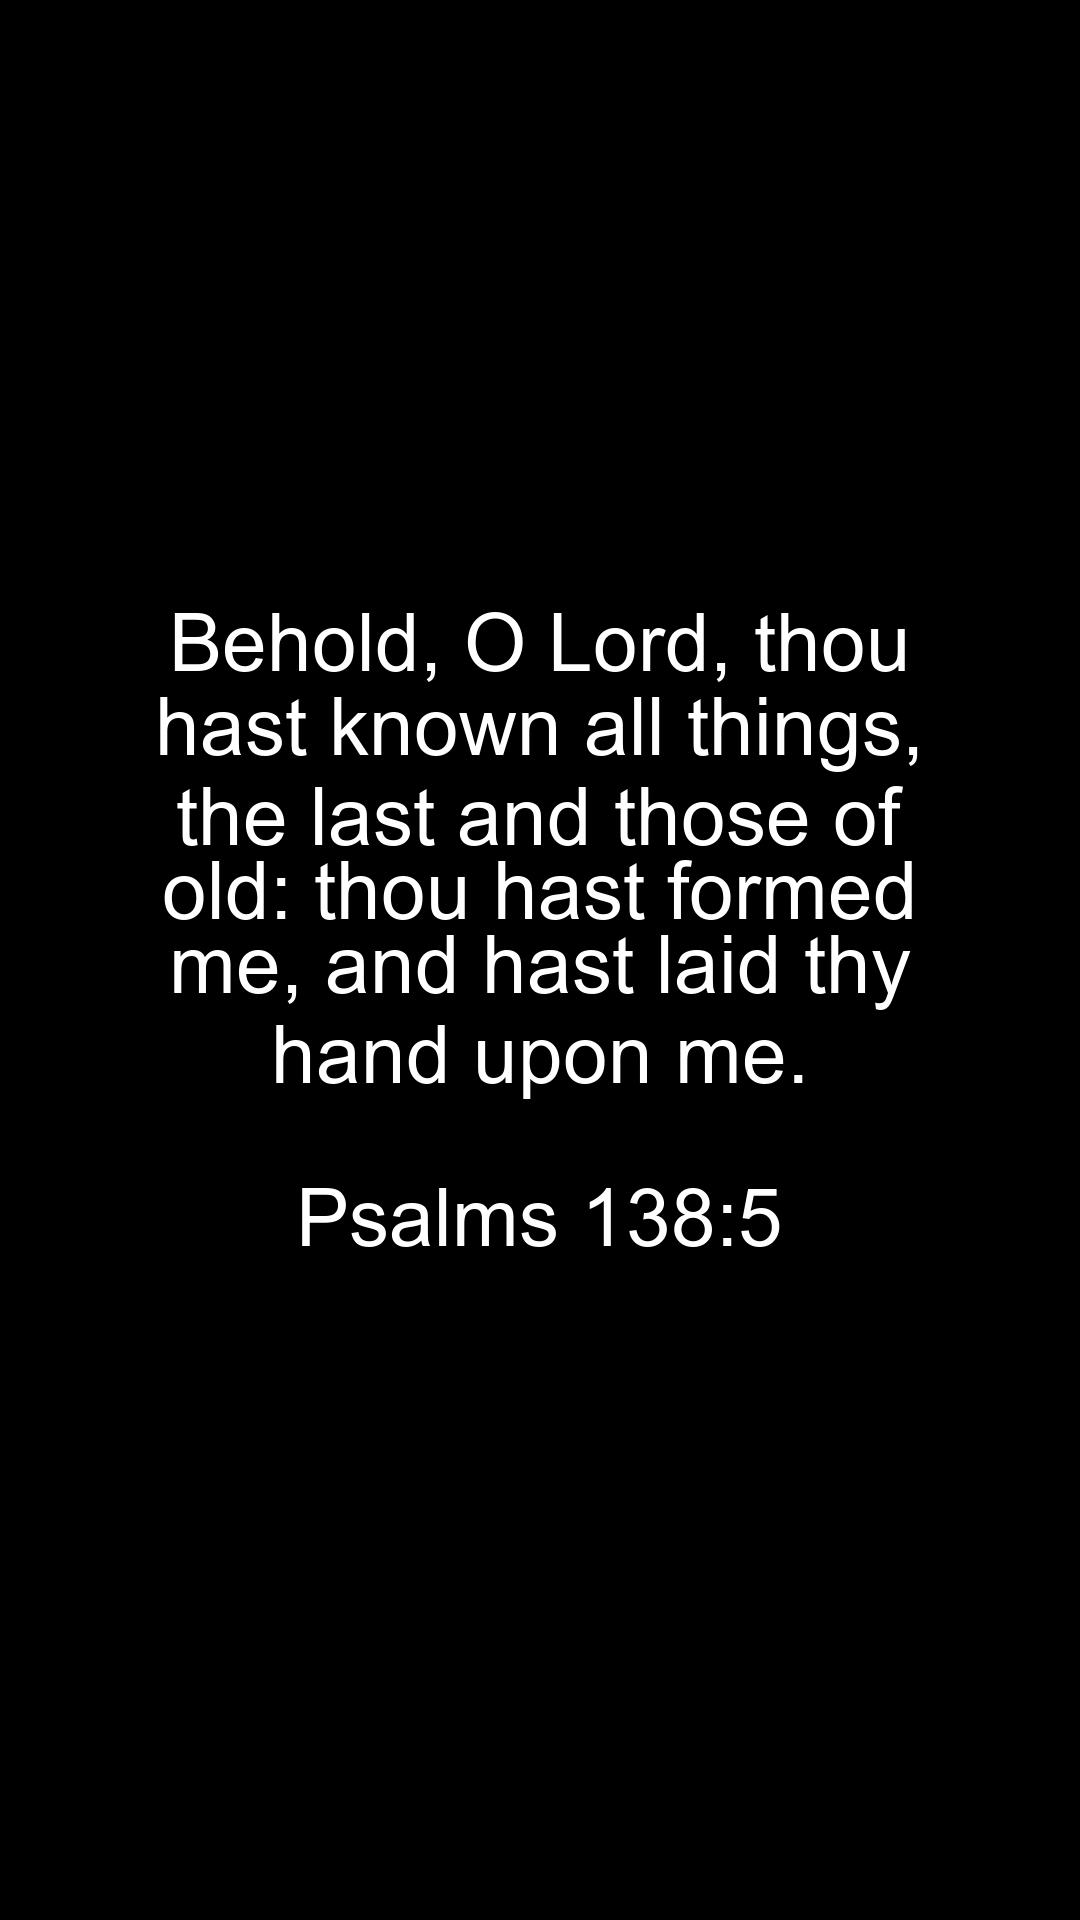 Behold, O Lord, thou
hast known all things,
the last and those of
old: thou hast formed
me, and hast laid thy
hand upon me.
Psalms 138:5